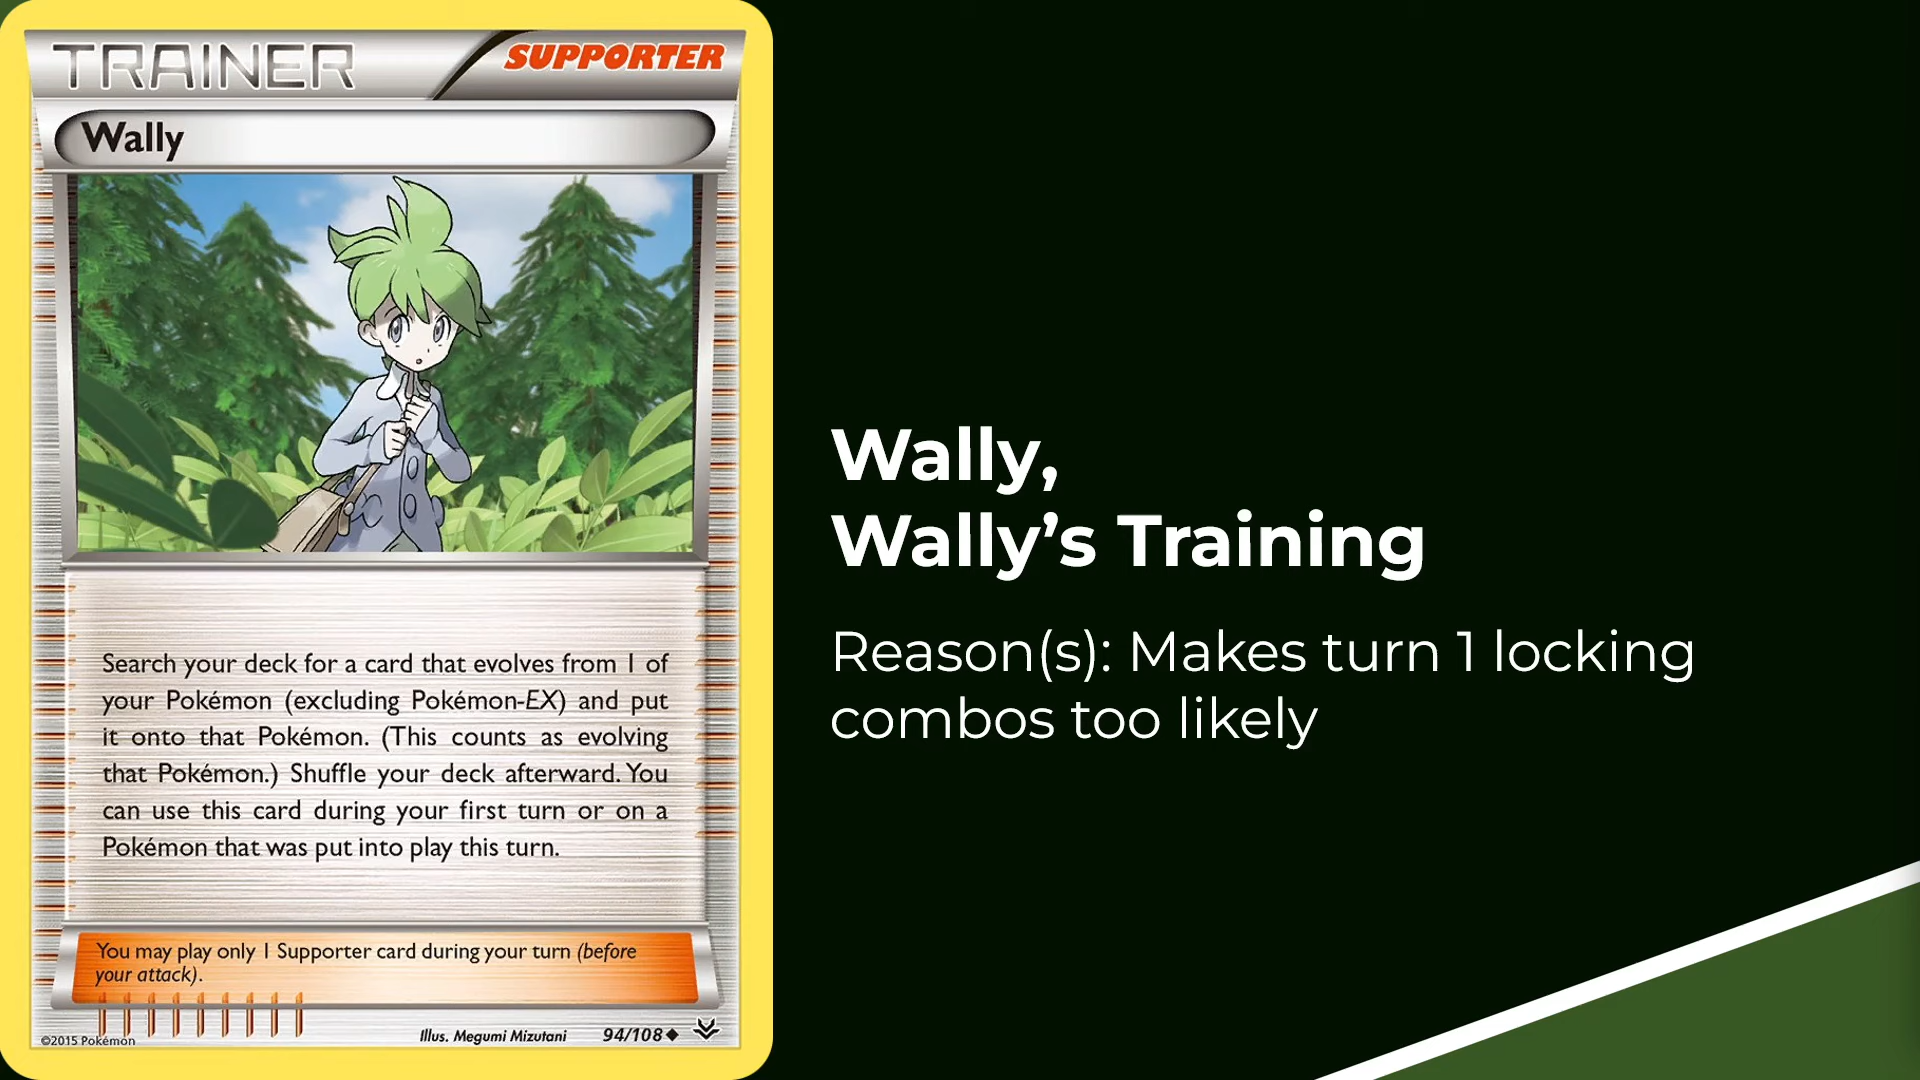 TRAINER
SUPPORTER
Wally
Search your deck for a card that evolves from 1 of
your Pokémon (excluding Pokémon-EX) and put
it onto that Pokémon. (This counts as evolving
that Pokémon.) Shuffle your deck afterward. You
can use this card during your first turn or on a
Pokémon that was put into play this turn.
You may play only 1 Supporter card during your turn (before
your attack).
©2015 Pokémon
Illus. Megumi Mizutani
94/108
Wally,
Wally’s Training
Reason(s): Makes turn 1 locking
combos too likely